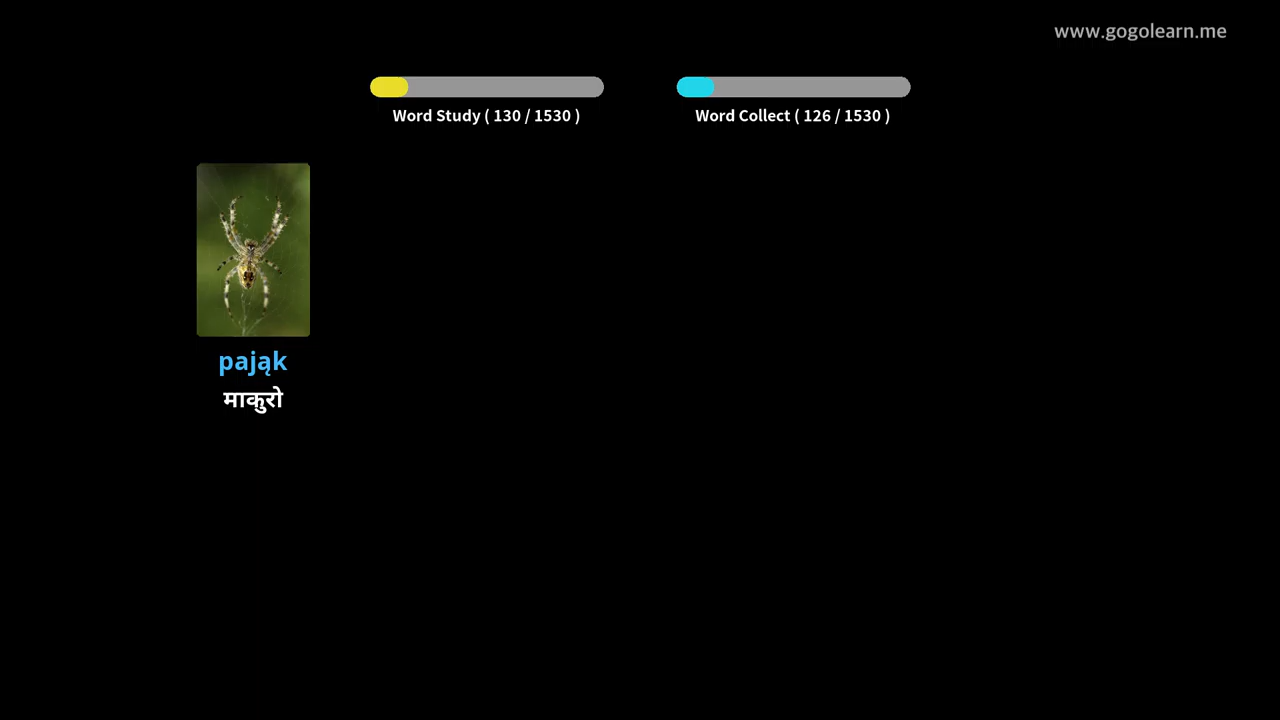 www.gogolearn.me
Word Study ( 130 / 1530 )
Word Collect ( 126 / 1530 )
pająk
माकुरो